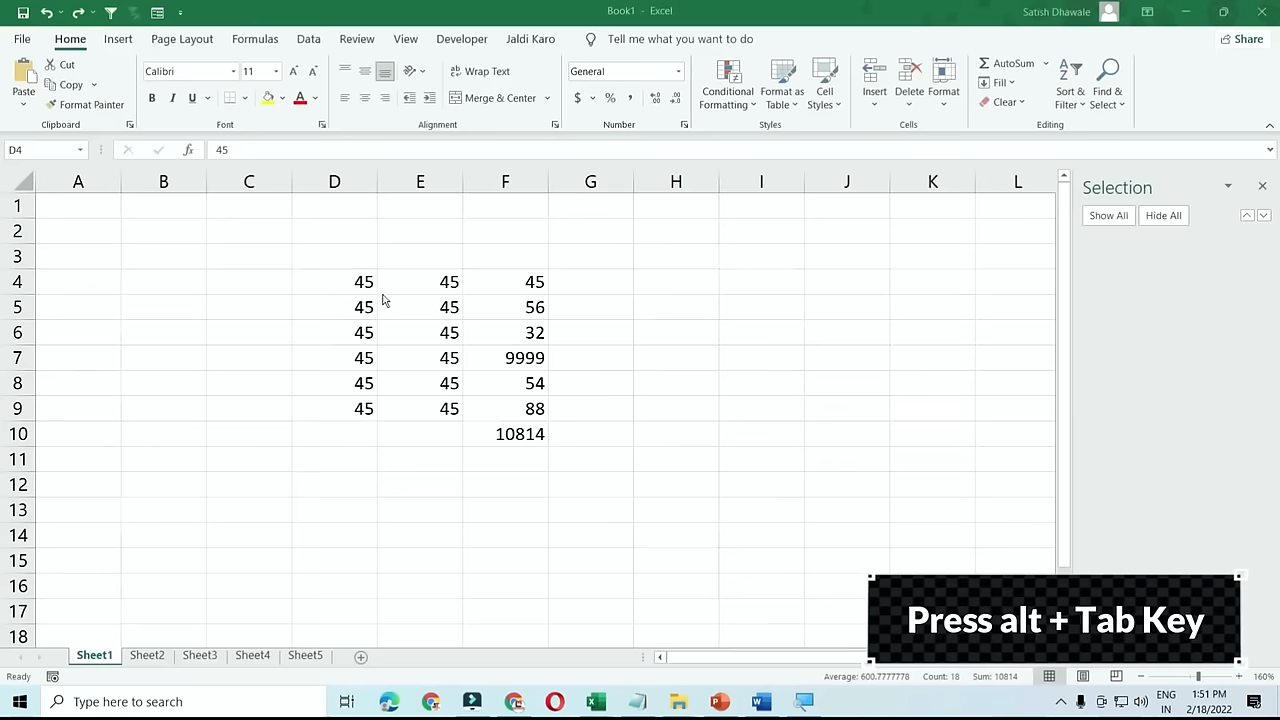 Book1 - Excel
Satish Dhawale
File Home Insert Page Layout Formulas Data Review View Developer Jaldi Karo Tell me what you want to do Share
Paste
Cut
Copy
Format Painter
Clipboard
Calibri 11
B I U
Font
Wrap Text
Merge & Center
Alignment
General
$ % ,
Number
Conditional Formatting
Format as Table
Cell Styles
Styles
Insert
Delete
Format
Cells
AutoSum
Fill
Clear
Sort & Filter
Find & Select
Editing
D4 fx 45
A B C D E F G H I J K L
1
2
3
4 45 45 45
5 45 45 56
6 45 45 32
7 45 45 9999
8 45 45 54
9 45 45 88
10 10814
11
12
13
14
15
16
17
18
Selection
Show All Hide All
Press alt + Tab Key
Sheet1 Sheet2 Sheet3 Sheet4 Sheet5
Ready Average: 600.7777778 Count: 18 Sum: 10814 160%
Type here to search
ENG
IN
1:51 PM
2/18/2022